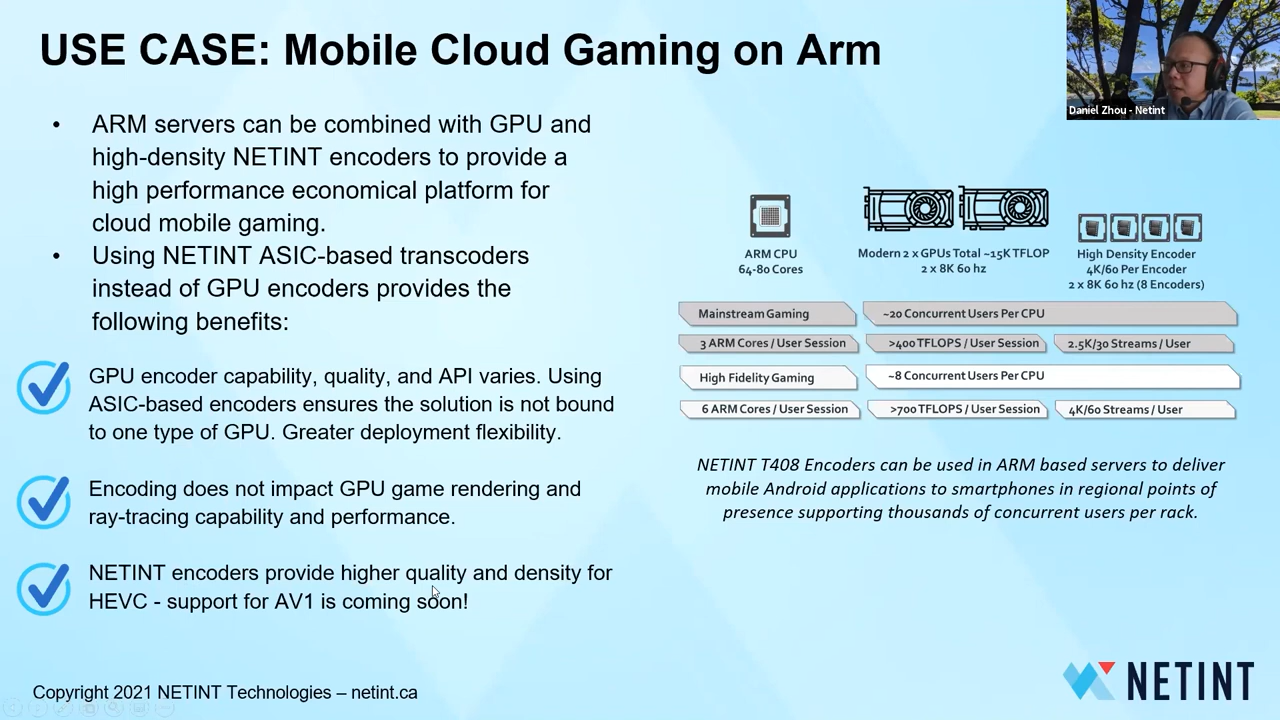 USE CASE: Mobile Cloud Gaming on Arm
Daniel Zhou - Netint
• ARM servers can be combined with GPU and
high-density NETINT encoders to provide a
high performance economical platform for
cloud mobile gaming.
• Using NETINT ASIC-based transcoders
instead of GPU encoders provides the
following benefits:
GPU encoder capability, quality, and API varies. Using
ASIC-based encoders ensures the solution is not bound
to one type of GPU. Greater deployment flexibility.
Encoding does not impact GPU game rendering and
ray-tracing capability and performance.
NETINT encoders provide higher quality and density for
HEVC - support for AV1 is coming soon!
ARM CPU
64-80 Cores
Modern 2 x GPUs Total ~15K TFLOP
2 x 8K 60 hz
High Density Encoder
4K/60 Per Encoder
2 x 8K 60 hz (8 Encoders)
Mainstream Gaming
~20 Concurrent Users Per CPU
3 ARM Cores / User Session
>400 TFLOPS / User Session
2.5K/30 Streams / User
High Fidelity Gaming
~8 Concurrent Users Per CPU
6 ARM Cores / User Session
>700 TFLOPS / User Session
4K/60 Streams / User
NETINT T408 Encoders can be used in ARM based servers to deliver
mobile Android applications to smartphones in regional points of
presence supporting thousands of concurrent users per rack.
Copyright 2021 NETINT Technologies – netint.ca
NETINT